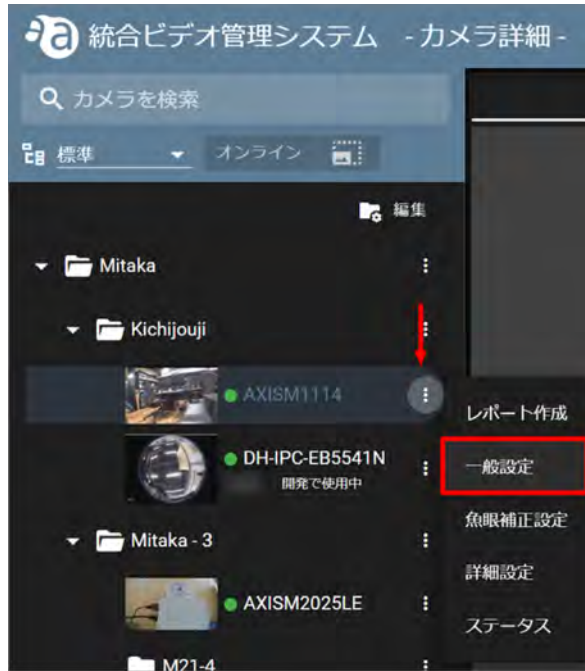 統合ビデオ管理システム - カメラ詳細 -
カメラを検索
標準 オンライン
編集
Mitaka
Kichijouji
AXISM1114
レポート作成
DH-IPC-EB5541N
一般設定
開発で使用中
魚眼補正設定
Mitaka - 3
詳細設定
AXISM2025LE
ステータス
M21-4